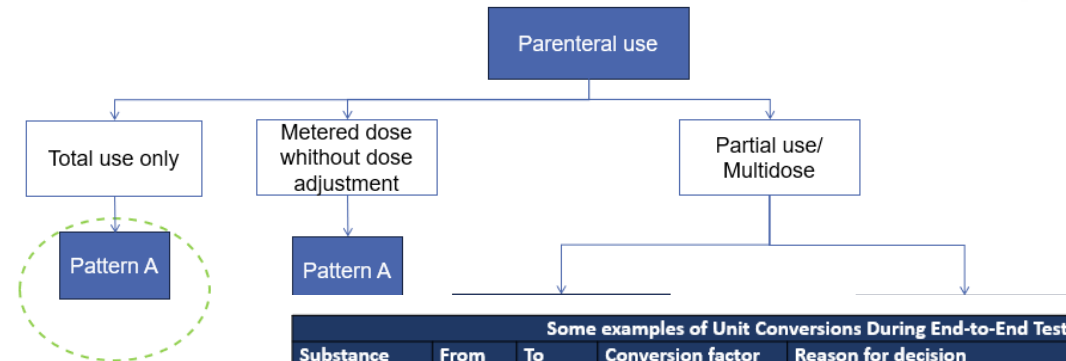 Parenteral use
Total use only
Metered dose
whithout dose
adjustment
Partial use/
Multidose
Pattern A
Pattern A
Some examples of Unit Conversions During End-to-End Test
Substance From To Conversion factor Reason for decision